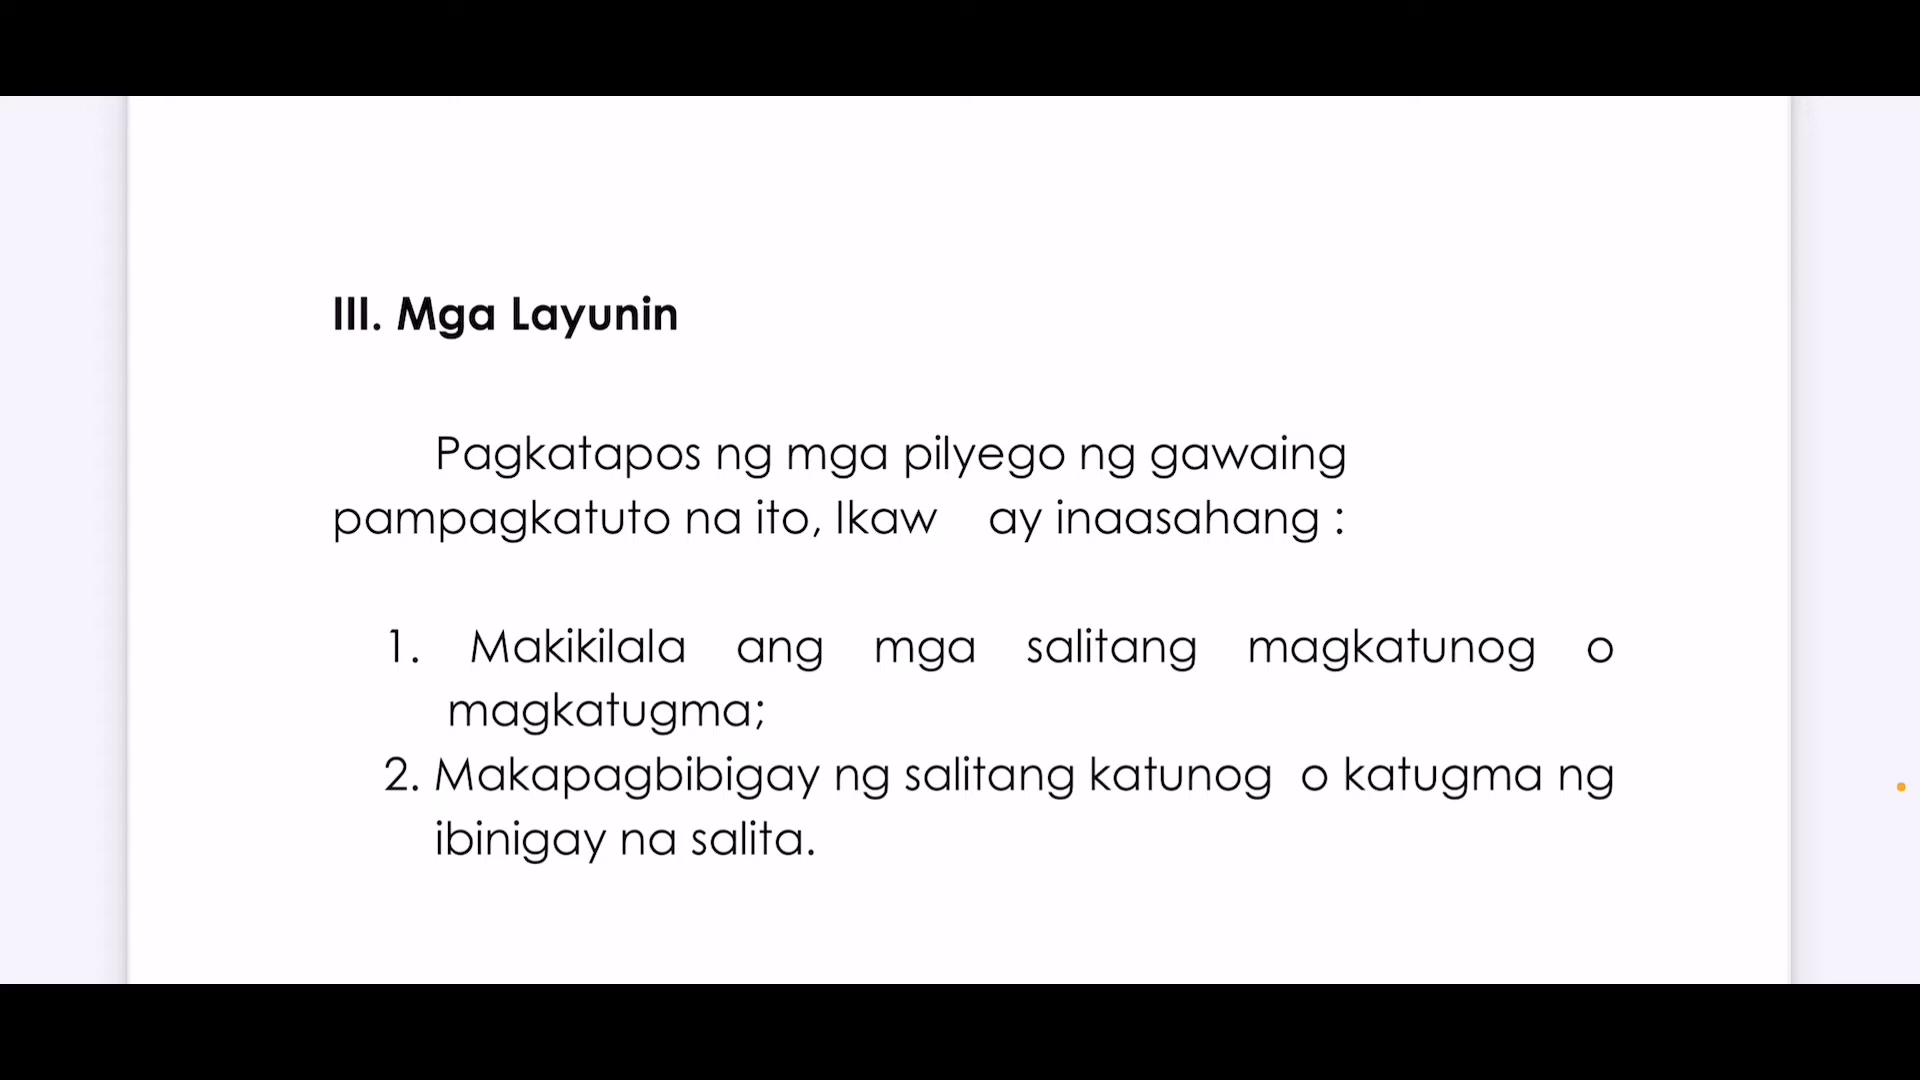 III. Mga Layunin
Pagkatapos ng mga pilyego ng gawaing
pampagkatuto na ito, Ikaw ay inaasahang :
1. Makikilala ang mga salitang magkatunog o
magkatugma;
2. Makapagbibigay ng salitang katunog o katugma ng
ibinigay na salita.